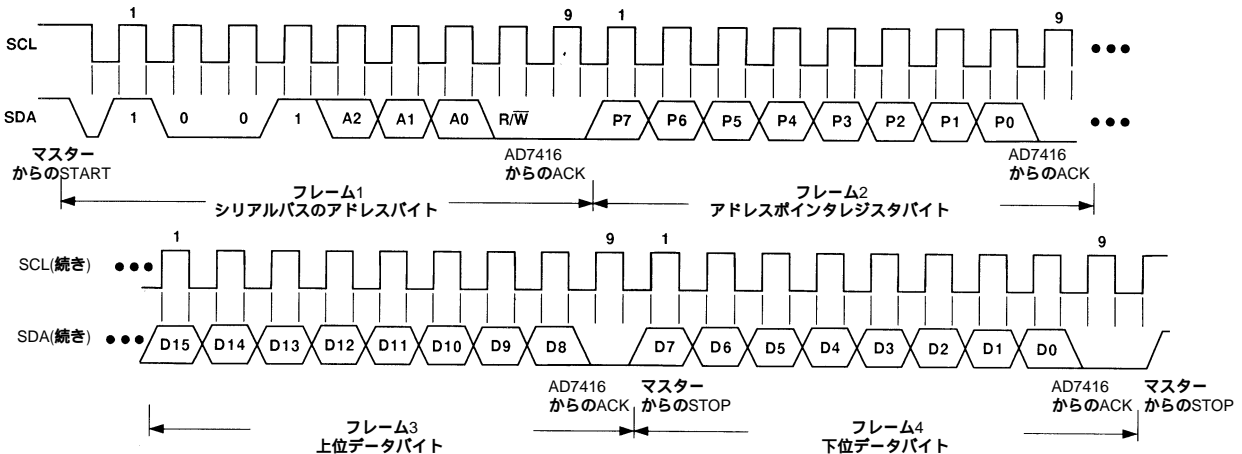 1 9 1 9
SCL ●●●
SDA 1 0 0 1 A2 A1 A0 R/W̅ P7 P6 P5 P4 P3 P2 P1 P0 ●●●
マスター
からのSTART
AD7416
からのACK
AD7416
からのACK
フレーム1
シリアルバスのアドレスバイト
フレーム2
アドレスポインタレジスタバイト
1 9 1 9
SCL(続き) ●●●
SDA(続き) ●●● D15 D14 D13 D12 D11 D10 D9 D8 D7 D6 D5 D4 D3 D2 D1 D0
AD7416
からのACK
マスター
からのSTOP
AD7416
からのACK
マスター
からのSTOP
フレーム3
上位データバイト
フレーム4
下位データバイト